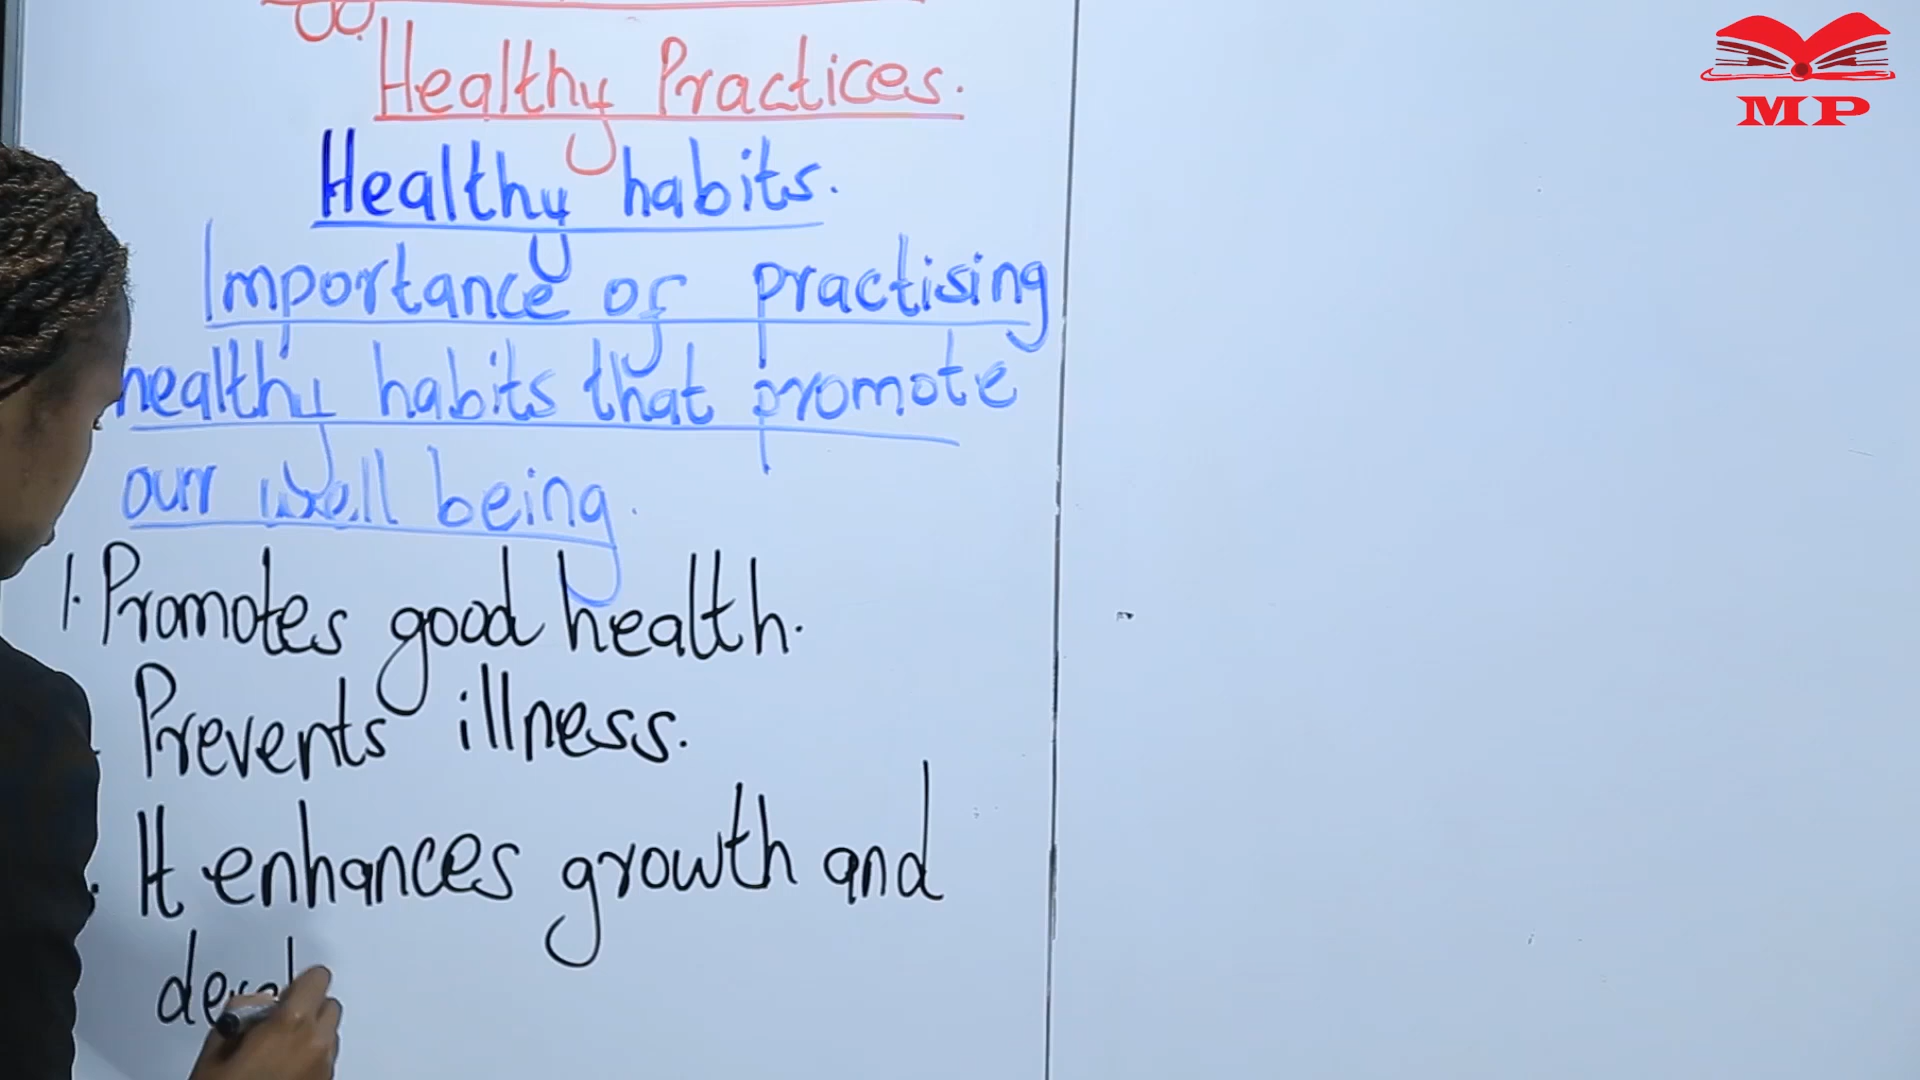 Healthy Practices.
Healthy habits.
Importance of practising
healthy habits that promote
our well being.
1. Promotes good health.
Prevents illness.
It enhances growth and
MP